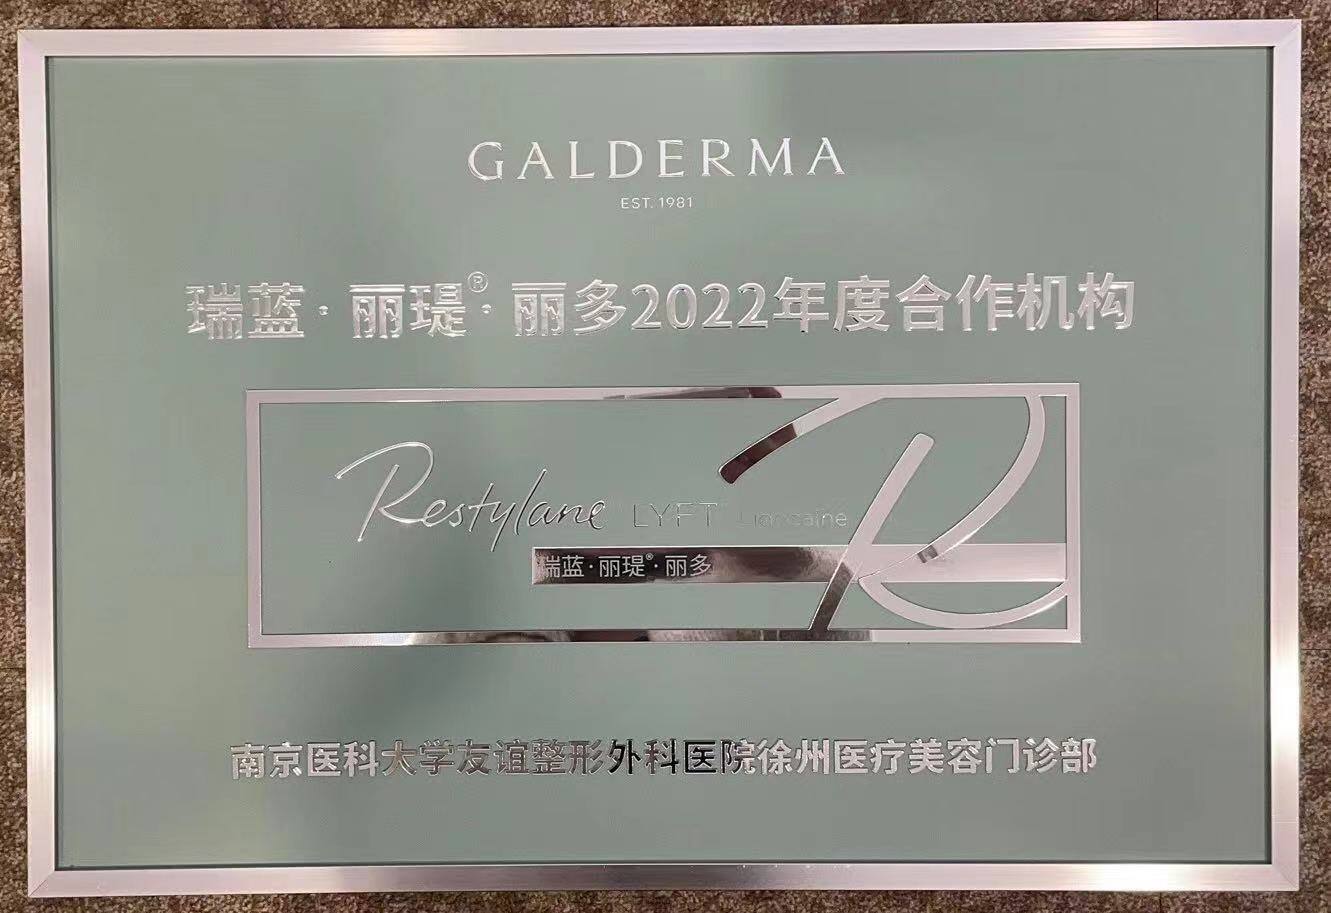 GALDERMA
EST. 1981
瑞蓝·丽瑅®·丽多2022年度合作机构
Restylane LYFT Lidocaine
瑞蓝·丽瑅®·丽多
南京医科大学友谊整形外科医院徐州医疗美容门诊部